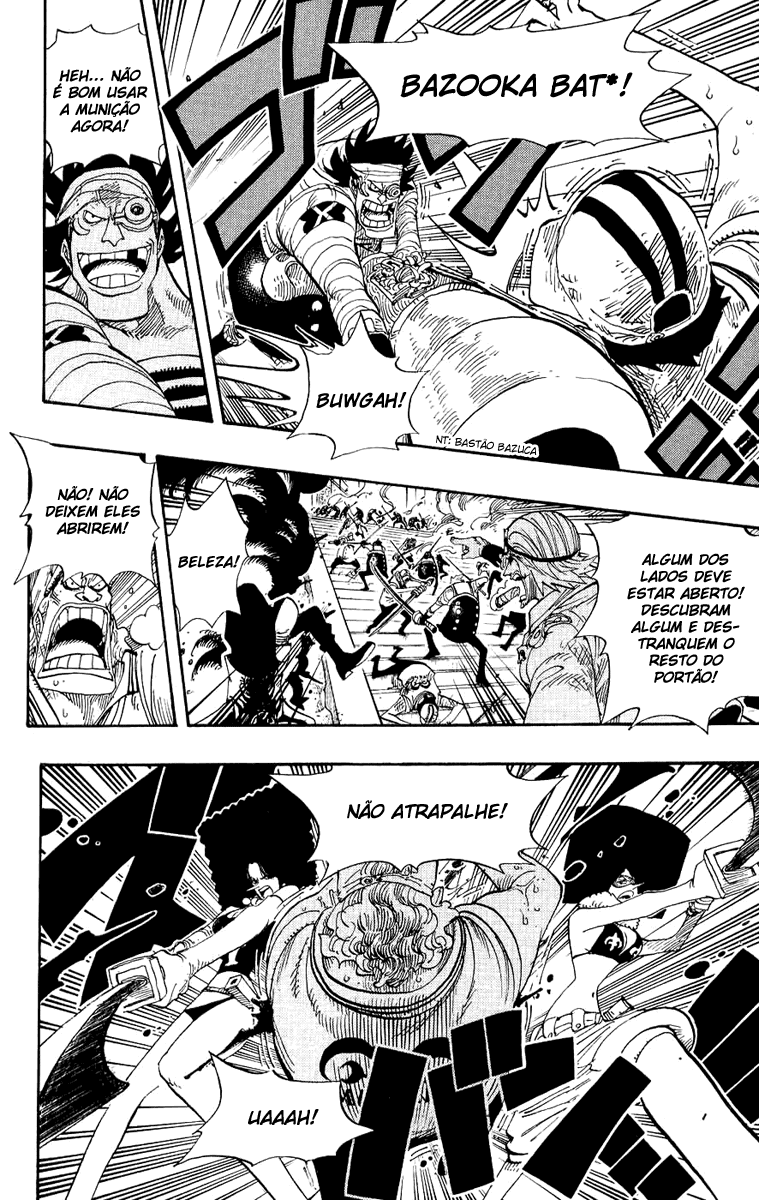 BAZOOKA BAT*!
BUWGAH!
NT: BASTÃO BAZUCA
HEH... NÃO
É BOM USAR
A MUNIÇÃO
AGORA!
ALGUM DOS
LADOS DEVE
ESTAR ABERTO!
DESCUBRAM
ALGUM E DES-
TRANQUEM O
RESTO DO
PORTÃO!
BELEZA!
NÃO! NÃO
DEIXEM ELES
ABRIREM!
NÃO ATRAPALHE!
UAAAH!